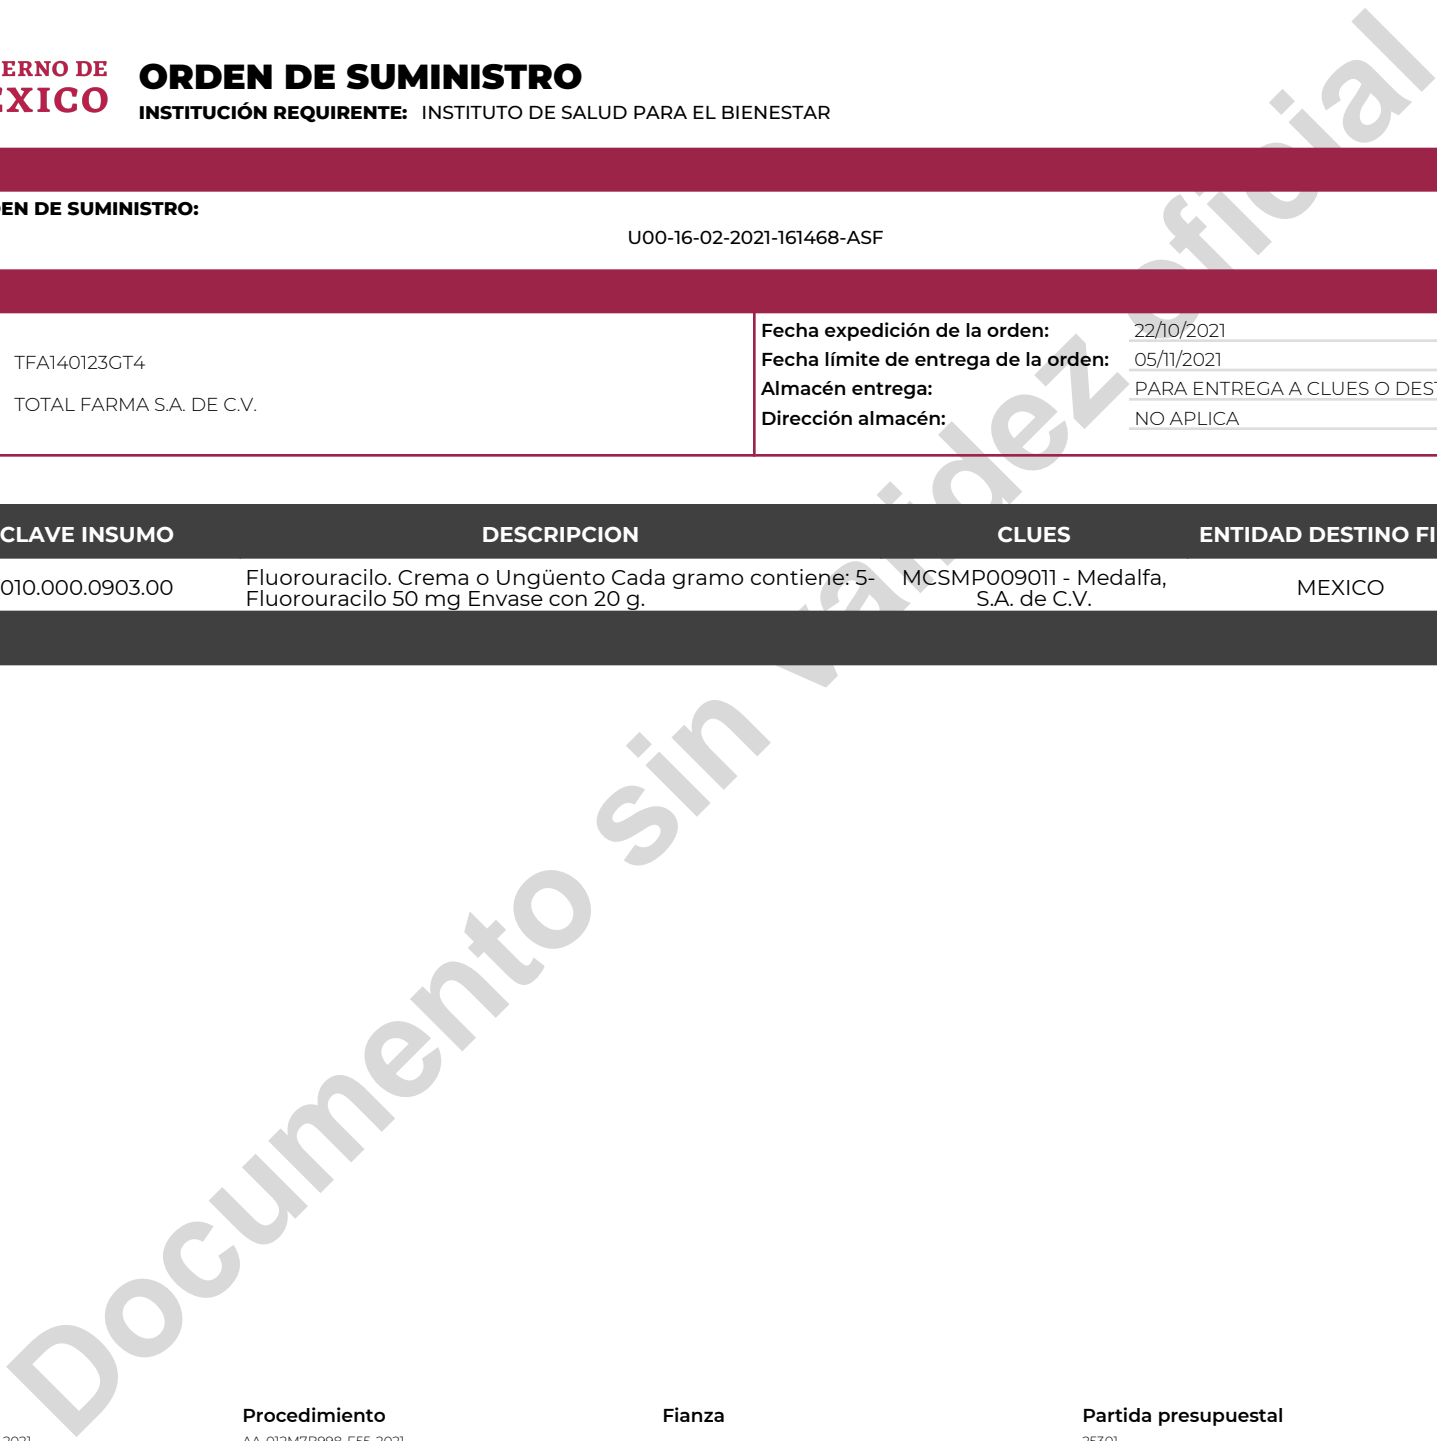 ERNO DE
XICO
ORDEN DE SUMINISTRO
INSTITUCIÓN REQUIRENTE: INSTITUTO DE SALUD PARA EL BIENESTAR
EN DE SUMINISTRO:
U00-16-02-2021-161468-ASF
TFA140123GT4
TOTAL FARMA S.A. DE C.V.
Fecha expedición de la orden: 22/10/2021
Fecha límite de entrega de la orden: 05/11/2021
Almacén entrega: PARA ENTREGA A CLUES O DEST
Dirección almacén: NO APLICA
CLAVE INSUMO DESCRIPCION CLUES ENTIDAD DESTINO FI
010.000.0903.00 Fluorouracilo. Crema o Ungüento Cada gramo contiene: 5-Fluorouracilo 50 mg Envase con 20 g. MCSMP009011 - Medalfa, S.A. de C.V. MEXICO
Documento sin validez oficial
Procedimiento Fianza Partida presupuestal